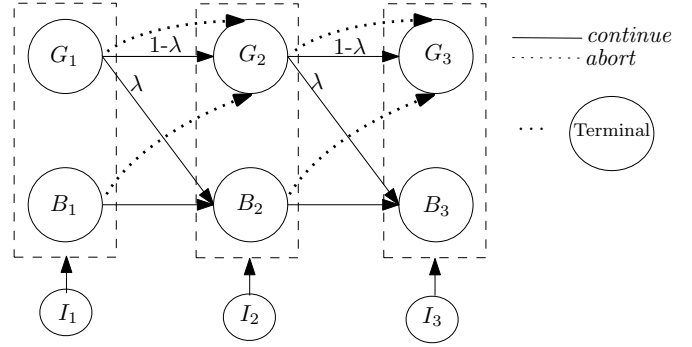 G1 1-λ G2 1-λ G3
λ λ
B1 B2 B3
I1 I2 I3
continue
abort
... Terminal